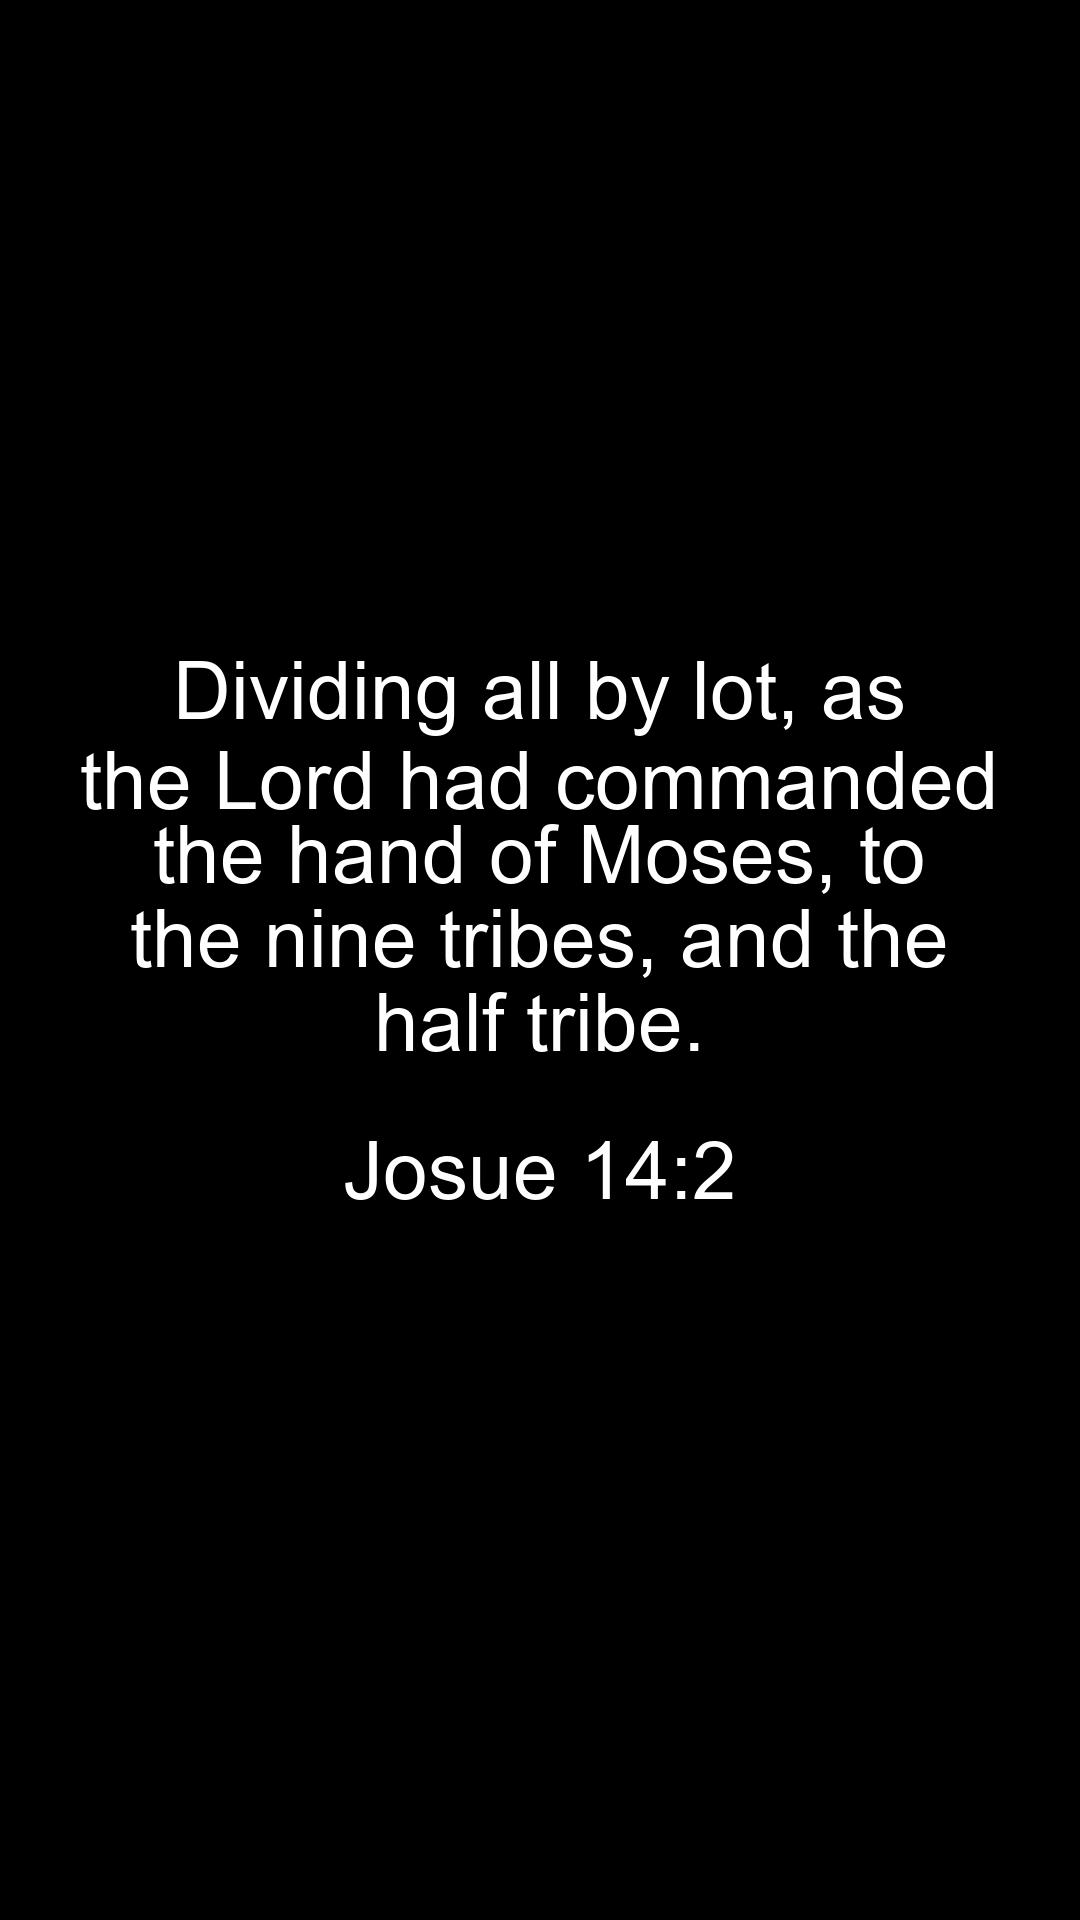 Dividing all by lot, as
the Lord had commanded
the hand of Moses, to
the nine tribes, and the
half tribe.
Josue 14:2